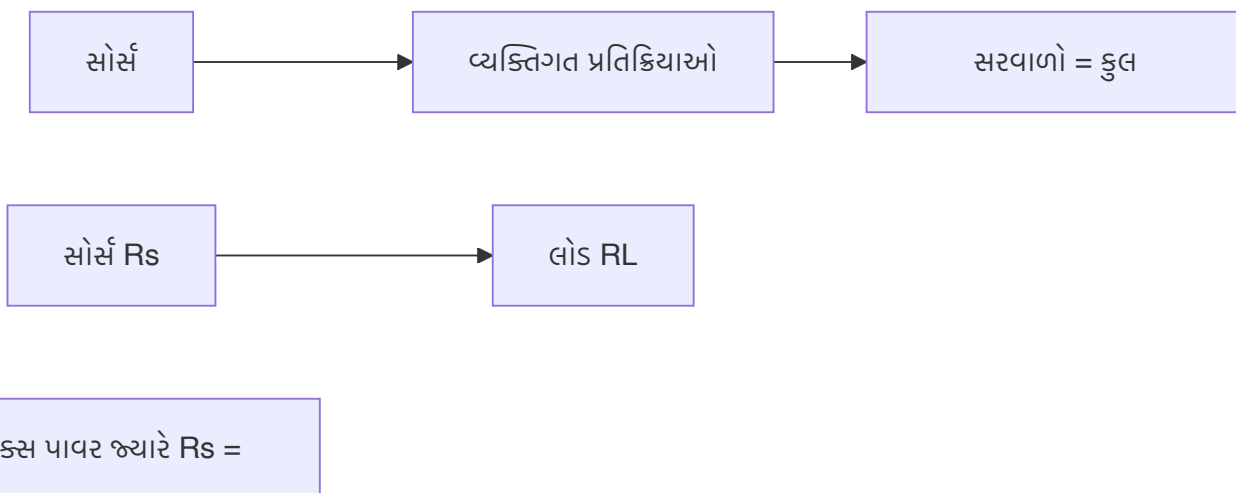 સોર્સ
વ્યક્તિગત પ્રતિક્રિયાઓ
સરવાળો = કુલ
સોર્સ Rs
લોડ RL
પાવર જ્યારે Rs =